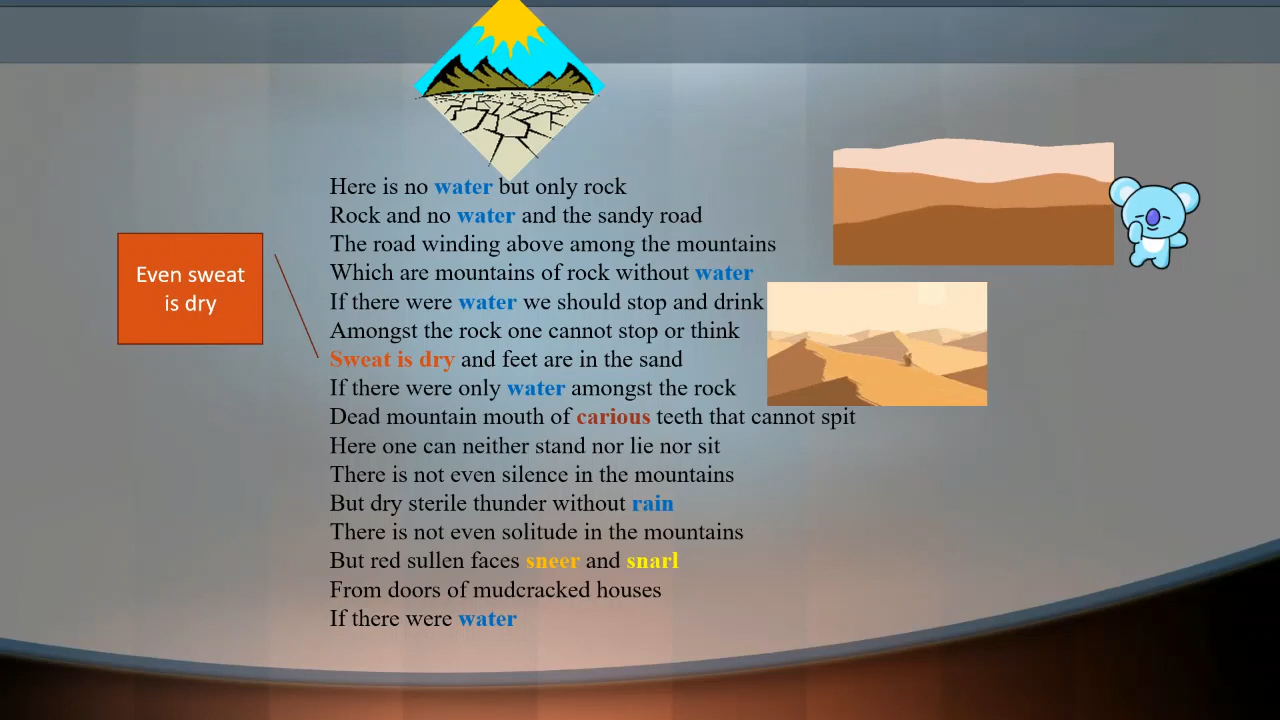 Here is no water but only rock
Rock and no water and the sandy road
The road winding above among the mountains
Which are mountains of rock without water
If there were water we should stop and drink
Amongst the rock one cannot stop or think
Sweat is dry and feet are in the sand
If there were only water amongst the rock
Dead mountain mouth of carious teeth that cannot spit
Here one can neither stand nor lie nor sit
There is not even silence in the mountains
But dry sterile thunder without rain
There is not even solitude in the mountains
But red sullen faces sneer and snarl
From doors of mudcracked houses
If there were water
Even sweat
is dry